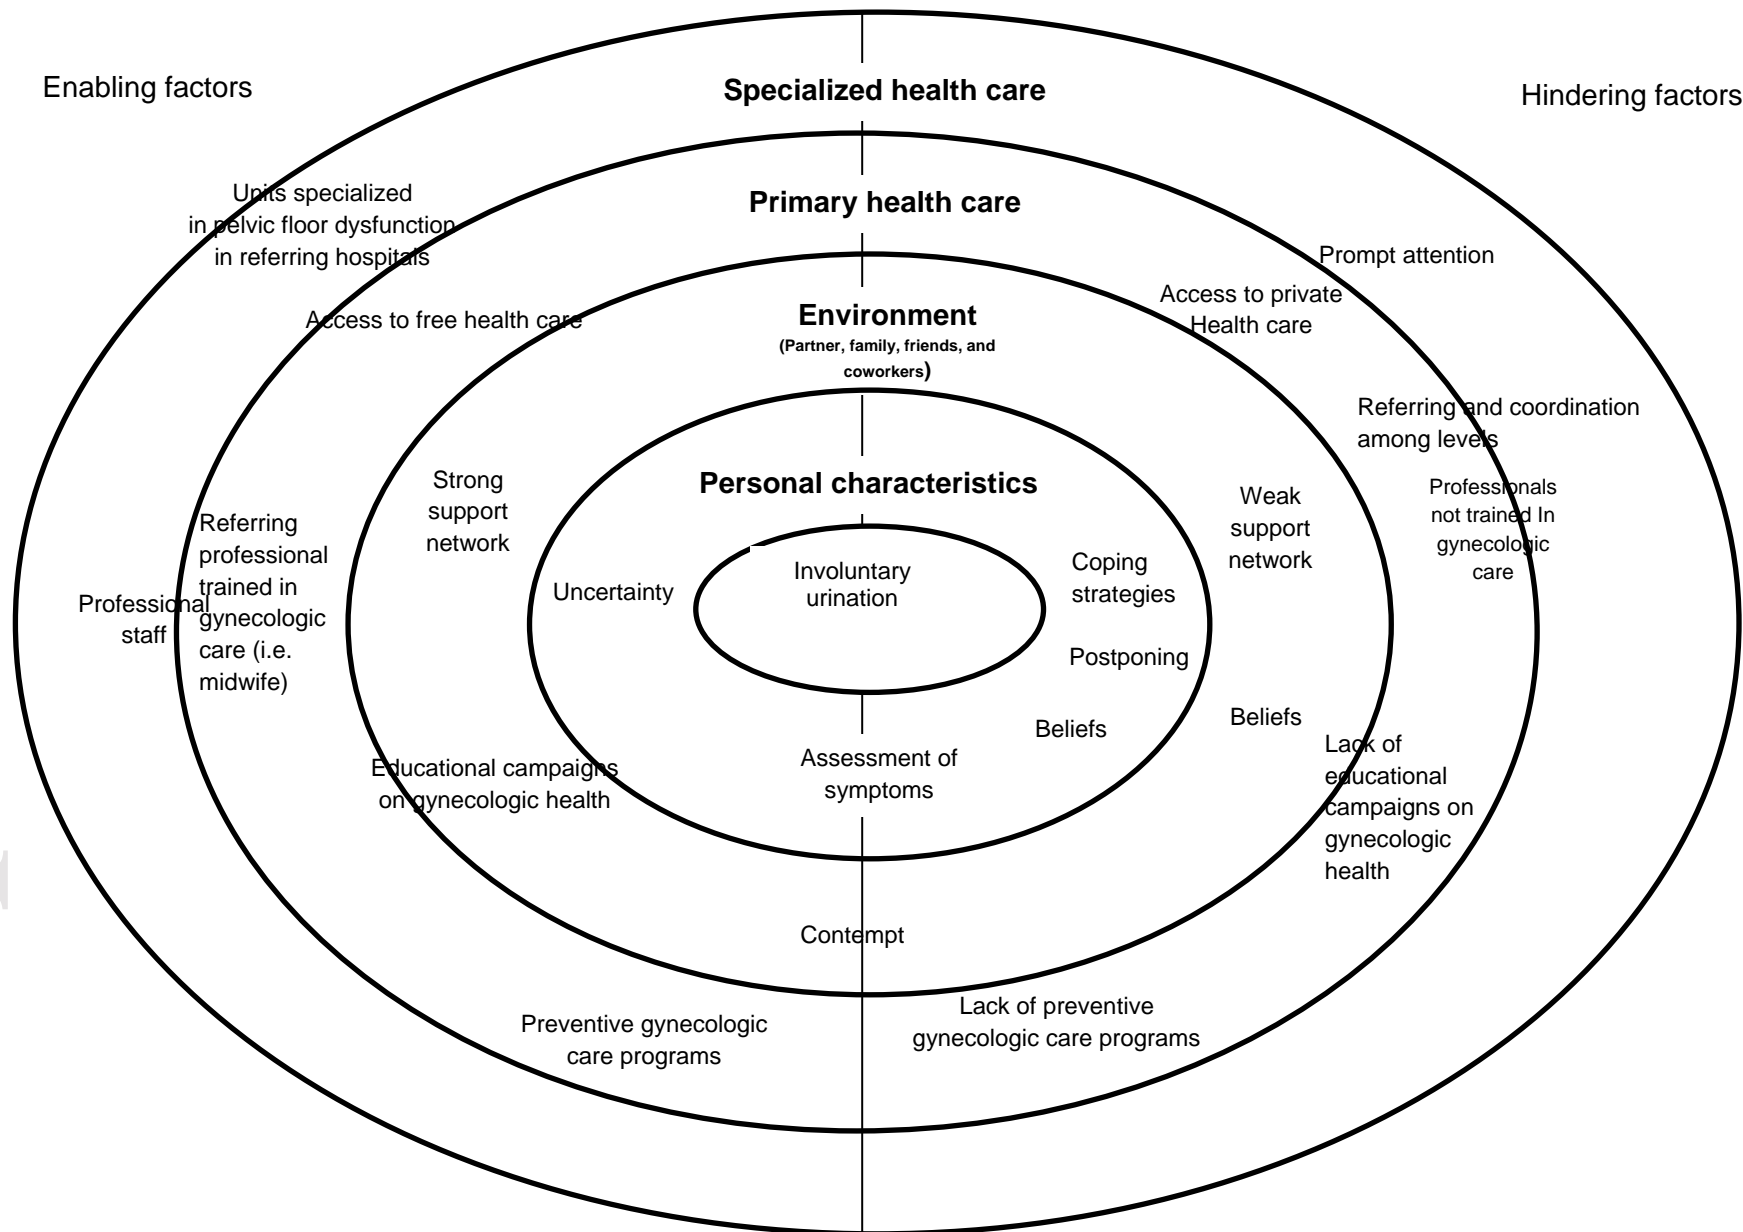 Enabling factors
Hindering factors
Specialized health care
Units specialized
in pelvic floor dysfunction
in referring hospitals
Primary health care
Prompt attention
Access to free health care
Access to private
Health care
Environment
(Partner, family, friends, and
coworkers)
Referring and coordination
among levels
Strong
support
network
Personal characteristics
Weak
support
network
Professionals
not trained In
gynecologic
care
Referring
professional
trained in
gynecologic
care (i.e.
midwife)
Professional
staff
Uncertainty
Involuntary
urination
Coping
strategies
Postponing
Beliefs
Beliefs
Assessment of
symptoms
Educational campaigns
on gynecologic health
Lack of
educational
campaigns on
gynecologic
health
Contempt
Preventive gynecologic
care programs
Lack of preventive
gynecologic care programs